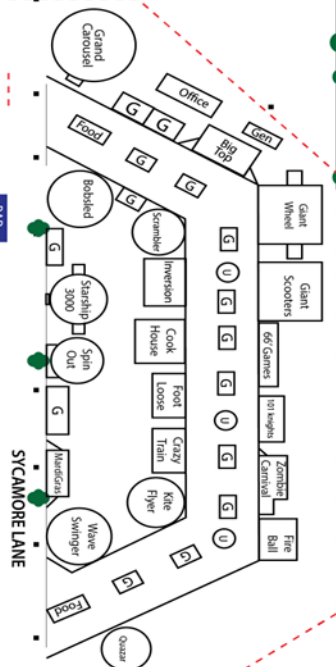 Grand
Carousel
Office
Gen
Big
Top
G
G
Food
G
G
Giant
Wheel
Bobsled
G
Scrambler
G
U
Giant
Scooters
G
Starship
3000
Inversion
G
G
Cook
House
66' Games
Spin
Out
Foot
Loose
G
101 knights
U
G
Crazy
Train
G
Zombie
Carnival
MardiGras
Kite
Flyer
G
U
Fire
Ball
Wave
Swinger
G
G
Food
Quazar
SYCAMORE LANE